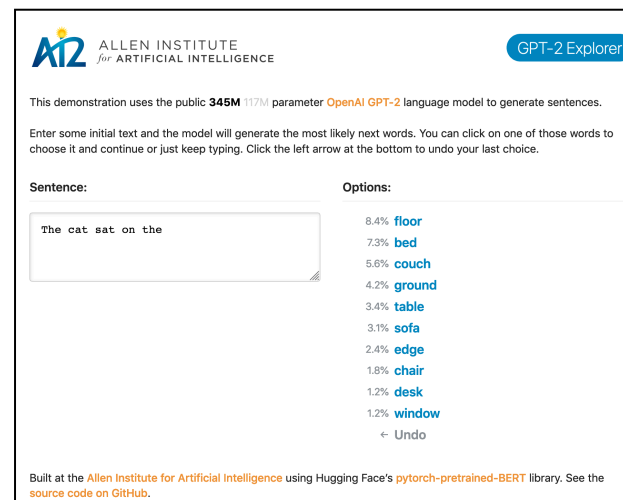 AI2
ALLEN INSTITUTE
for ARTIFICIAL INTELLIGENCE
GPT-2 Explorer
This demonstration uses the public 345M 117M parameter OpenAI GPT-2 language model to generate sentences.
Enter some initial text and the model will generate the most likely next words. You can click on one of those words to
choose it and continue or just keep typing. Click the left arrow at the bottom to undo your last choice.
Sentence:
The cat sat on the
Options:
8.4% floor
7.3% bed
5.6% couch
4.2% ground
3.4% table
3.1% sofa
2.4% edge
1.8% chair
1.2% desk
1.2% window
← Undo
Built at the Allen Institute for Artificial Intelligence using Hugging Face's pytorch-pretrained-BERT library. See the
source code on GitHub.